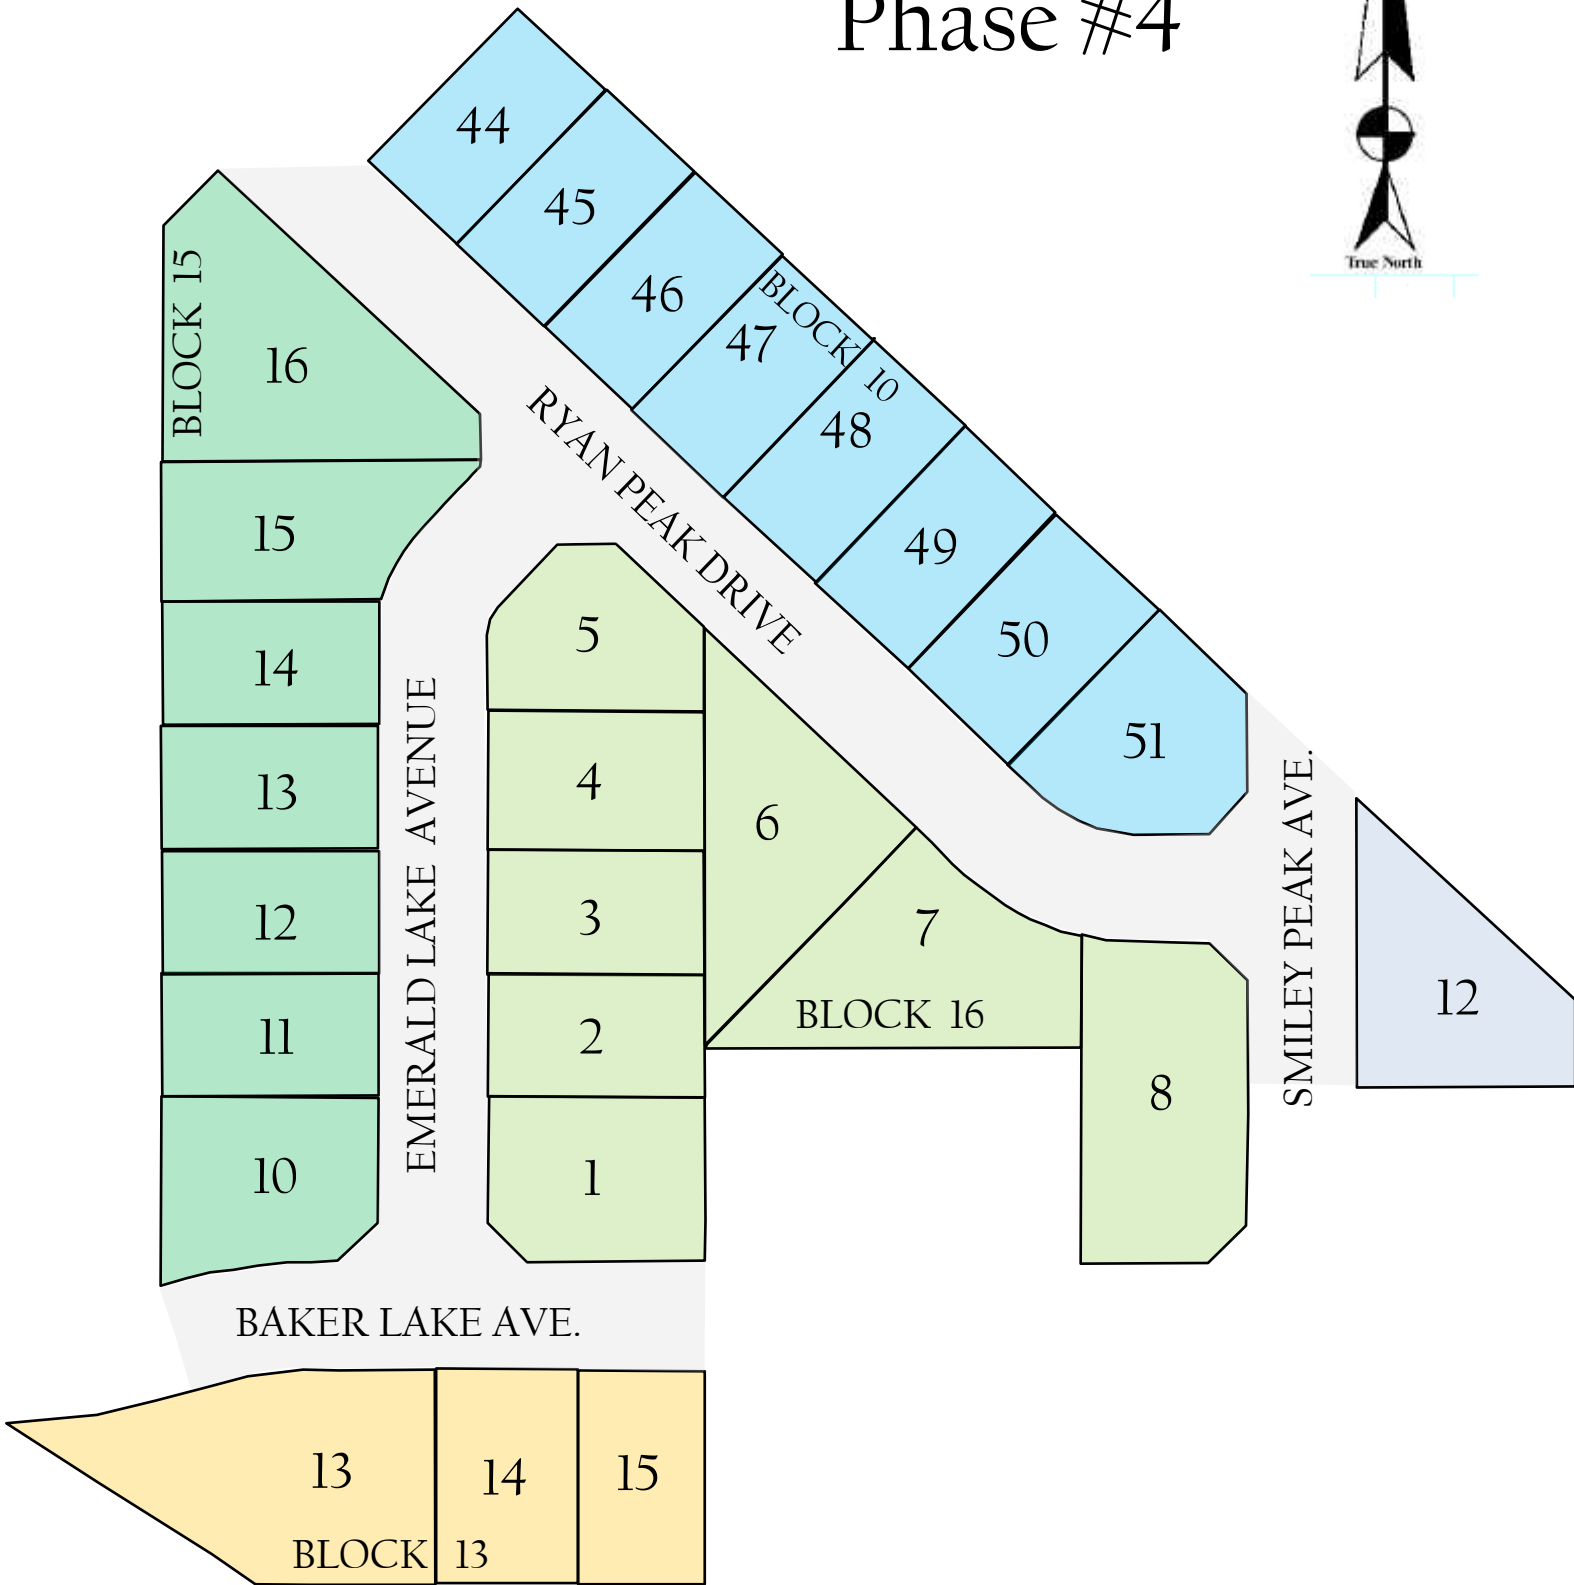 Phase #4
True North
44
45
46
47
BLOCK 10
48
49
50
51
BLOCK 15
16
15
14
13
12
11
10
RYAN PEAK DRIVE
EMERALD LAKE AVENUE
5
4
3
2
1
6
7
BLOCK 16
8
SMILEY PEAK AVE.
12
BAKER LAKE AVE.
13
14
15
BLOCK 13